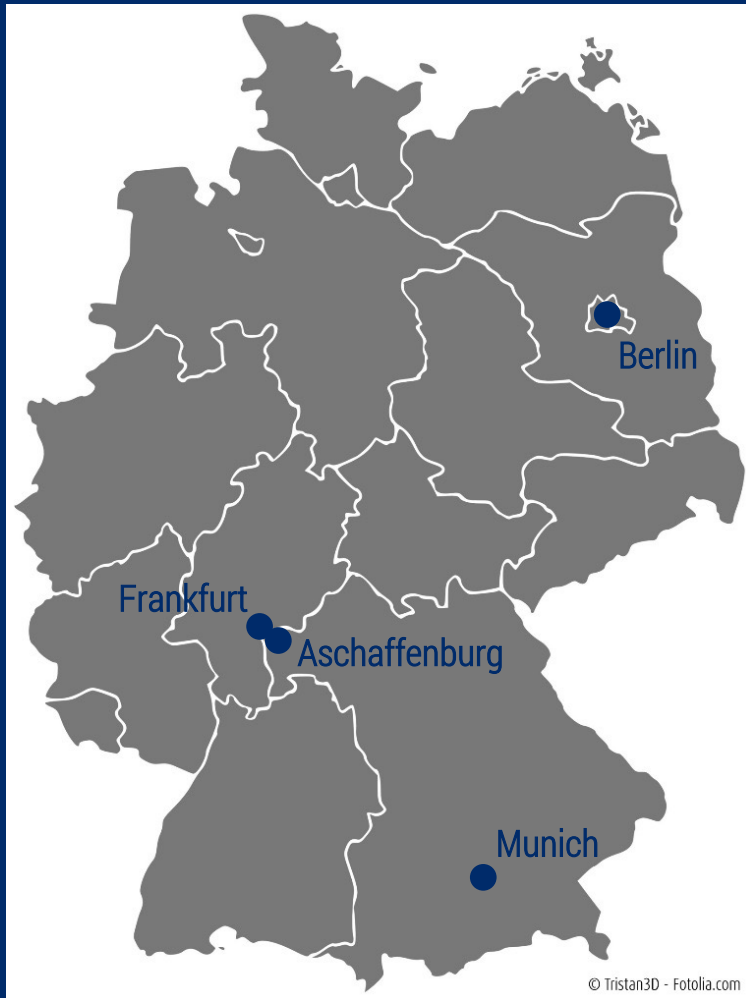 Berlin
Frankfurt
Aschaffenburg
Munich
© Tristan3D - Fotolia.com